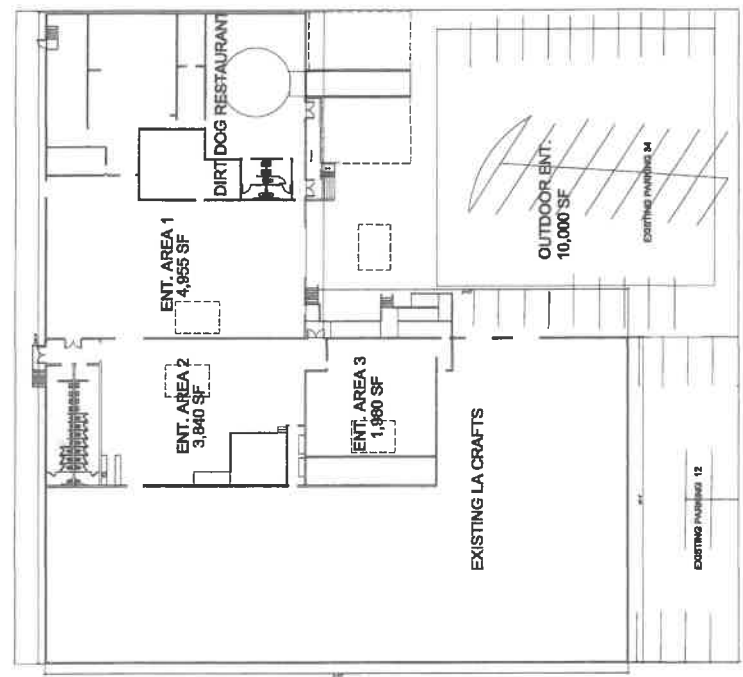 DIRT DOG RESTAURANT
ENT. AREA 1
4,955 SF
OUTDOOR ENT.
10,000 SF
EXISTING PARKING 34
ENT. AREA 2
3,840 SF
ENT. AREA 3
1,980 SF
EXISTING LA CRAFTS
EXISTING PARKING 12